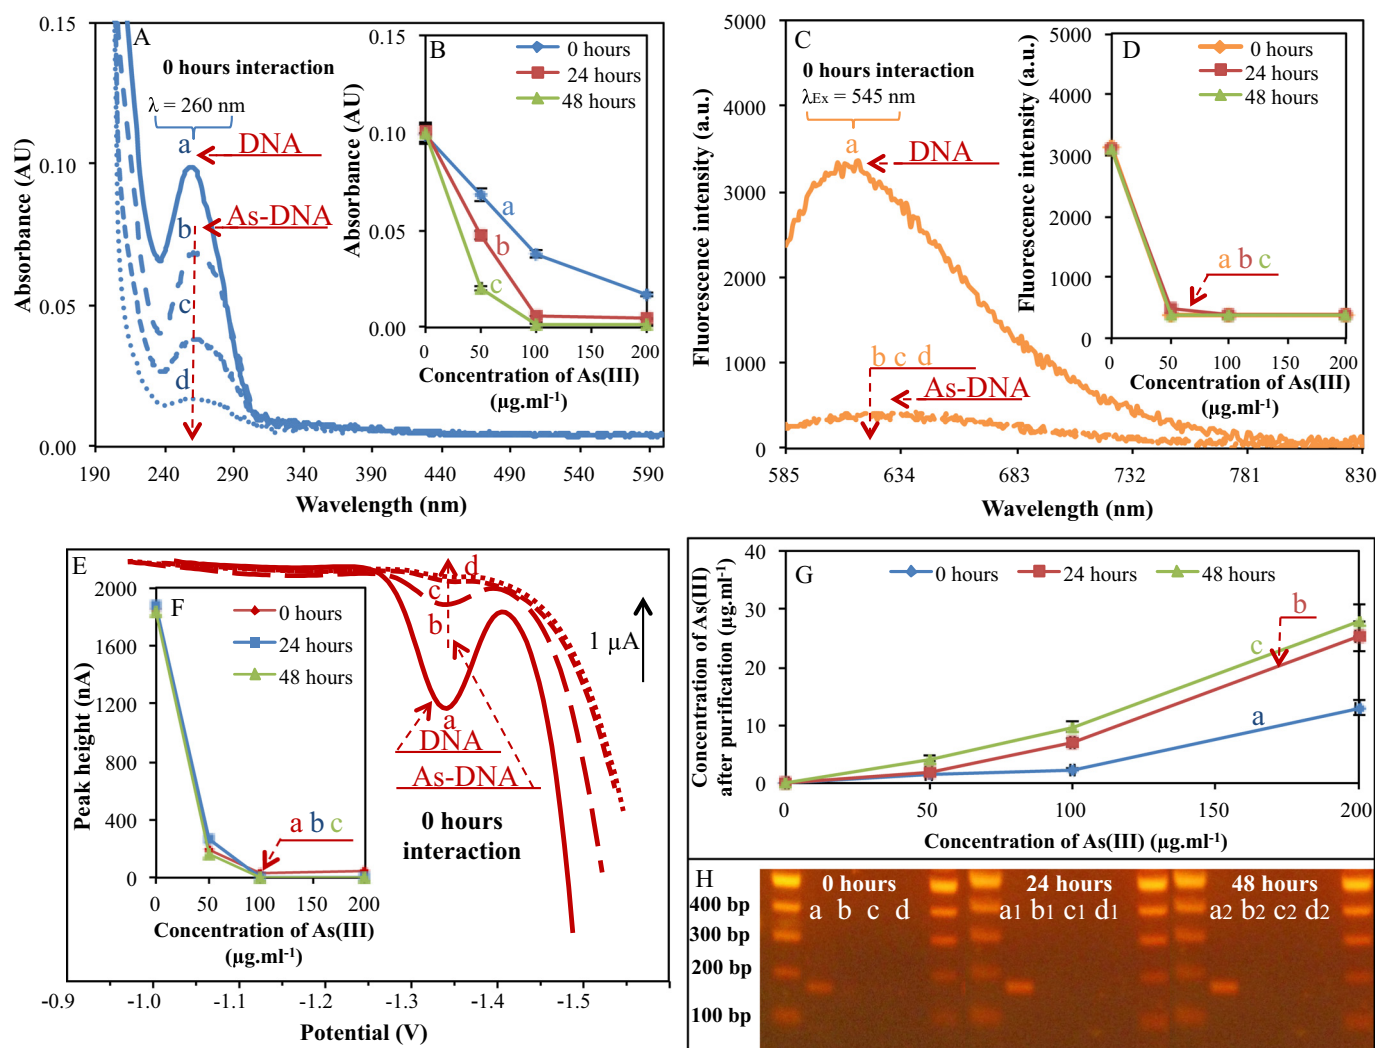 A
0 hours interaction
λ = 260 nm
a
DNA
As-DNA
b
c
d
Absorbance (AU)
0.15
0.10
0.05
0.00
190 240 290 340 390 440 490 540 590
Wavelength (nm)
B
0 hours
24 hours
48 hours
a
b
c
Absorbance (AU)
0.15
0.10
0.05
0.00
0 50 100 150 200
Concentration of As(III)
(µg.ml-1)
C
0 hours interaction
λEx = 545 nm
a
DNA
b c d
As-DNA
Fluorescence intensity (a.u.)
5000
4000
3000
2000
1000
0
585 634 683 732 781 830
Wavelength (nm)
D
0 hours
24 hours
48 hours
a b c
Fluorescence intensity (a.u.)
5000
4000
3000
2000
1000
0
0 50 100 150 200
Concentration of As(III)
(µg.ml-1)
E
d
c
b
a
DNA
As-DNA
0 hours
interaction
1 µA
-0.9 -1.0 -1.1 -1.2 -1.3 -1.4 -1.5
Potential (V)
F
0 hours
24 hours
48 hours
a b c
Peak height (nA)
2000
1600
1200
800
400
0
0 50 100 150 200
Concentration of As(III)
(µg.ml-1)
G
0 hours 24 hours 48 hours
b
c
a
Concentration of As(III)
after purification (µg.ml-1)
40
30
20
10
0
0 50 100 150 200
Concentration of As(III) (µg.ml-1)
H
0 hours 24 hours 48 hours
a b c d a1 b1 c1 d1 a2 b2 c2 d2
400 bp
300 bp
200 bp
100 bp